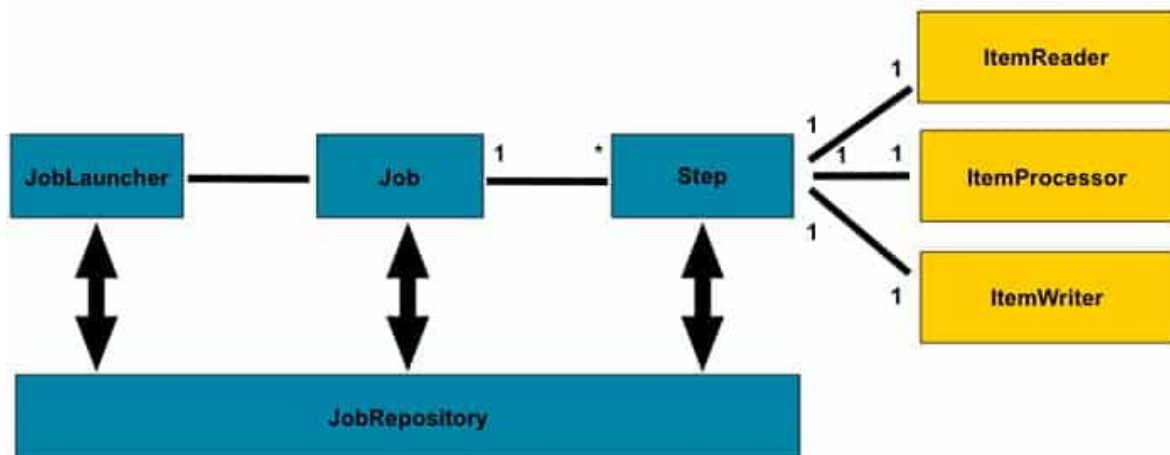 ItemReader
1
1
JobLauncher
Job
1
*
Step
1
1
ItemProcessor
1
1
ItemWriter
JobRepository